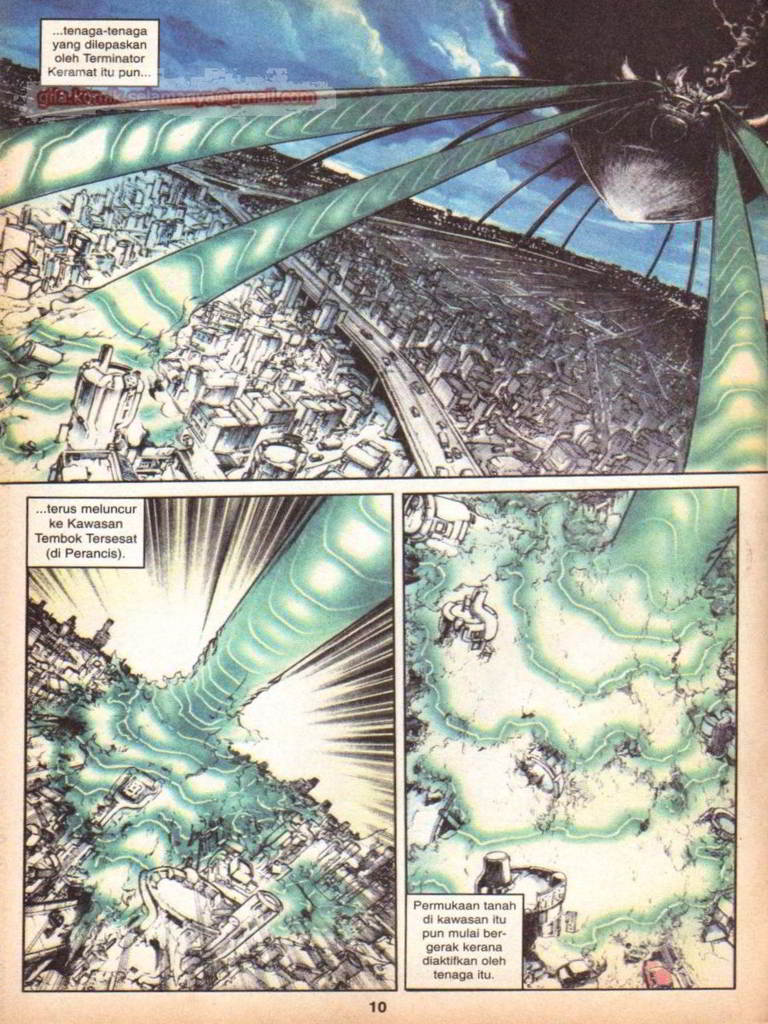 ...tenaga-tenaga
yang dilepaskan
oleh Terminator
Keramat itu pun...
...terus meluncur
ke Kawasan
Tembok Tersesat
(di Perancis).
Permukaan tanah
di kawasan itu
pun mulai ber-
gerak kerana
diaktifkan oleh
tenaga itu.
10